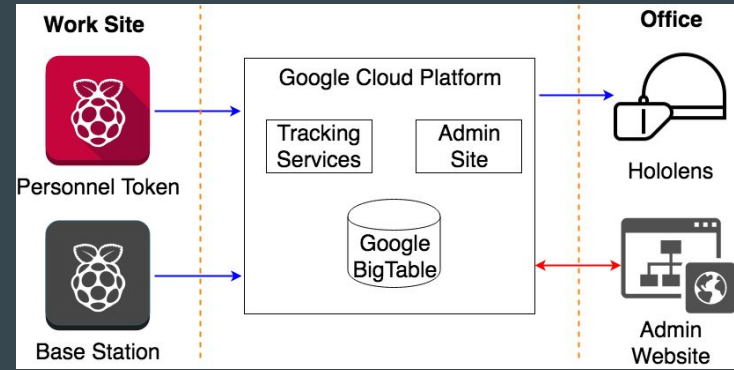 Work Site
Personnel Token
Base Station
Google Cloud Platform
Tracking
Services
Admin
Site
Google
BigTable
Office
Hololens
Admin
Website